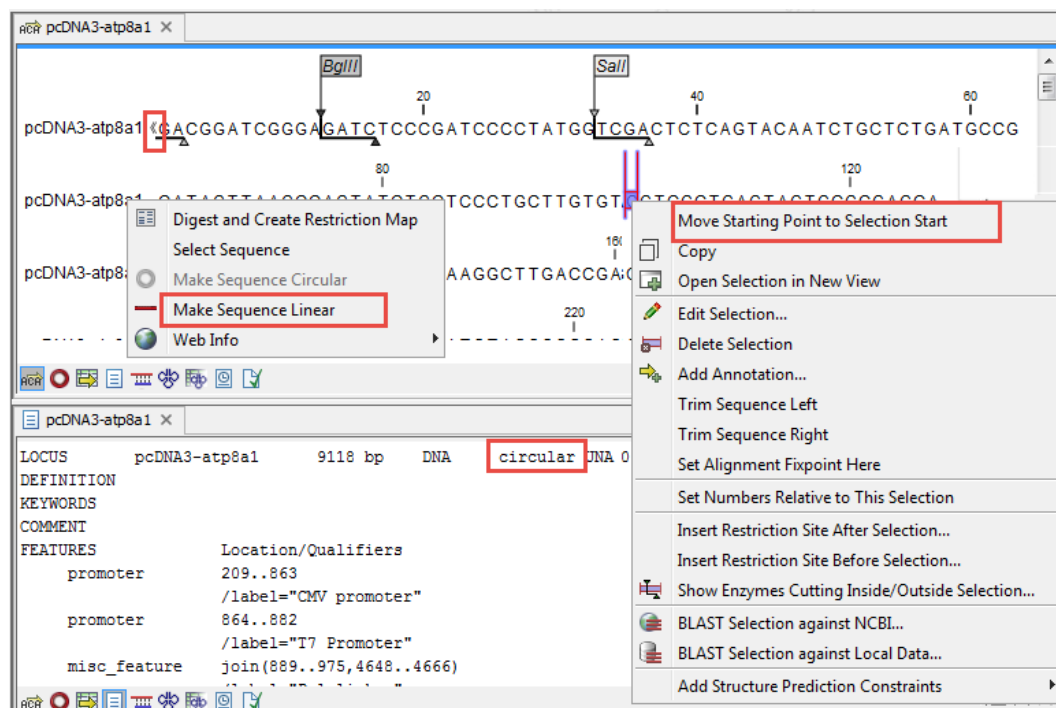 pcDNA3-atp8a1
BglII SalI
20 40 60
pcDNA3-atp8a1 «GACGGATCGGGAGATCTCCCGATCCCCTATGGTCGACTCTCAGTACAATCTGCTCTGATGCCG
80 120
pcDNA3-atp8a1
TCCCTGCTTGTGT
160
pcDNA3-atp8a
AAGGCTTGACCGA
220
Digest and Create Restriction Map
Select Sequence
Make Sequence Circular
Make Sequence Linear
Web Info
Move Starting Point to Selection Start
Copy
Open Selection in New View
Edit Selection...
Delete Selection
Add Annotation...
Trim Sequence Left
Trim Sequence Right
Set Alignment Fixpoint Here
Set Numbers Relative to This Selection
Insert Restriction Site After Selection...
Insert Restriction Site Before Selection...
Show Enzymes Cutting Inside/Outside Selection...
BLAST Selection against NCBI...
BLAST Selection against Local Data...
Add Structure Prediction Constraints
pcDNA3-atp8a1
LOCUS pcDNA3-atp8a1 9118 bp DNA circular UNA 0
DEFINITION
KEYWORDS
COMMENT
FEATURES Location/Qualifiers
promoter 209..863
/label="CMV promoter"
promoter 864..882
/label="T7 Promoter"
misc_feature join(889..975,4648..4666)